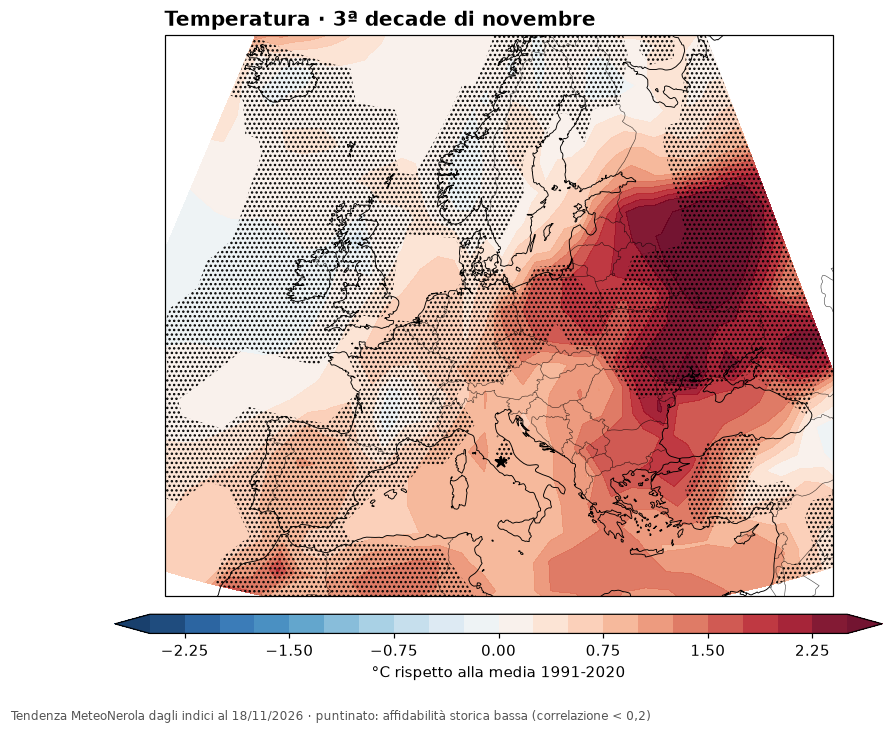 Temperatura · 3ª decade di novembre
−2.25 −1.50 −0.75 0.00 0.75 1.50 2.25
°C rispetto alla media 1991-2020
Tendenza MeteoNerola dagli indici al 18/11/2026 · puntinato: affidabilità storica bassa (correlazione < 0,2)